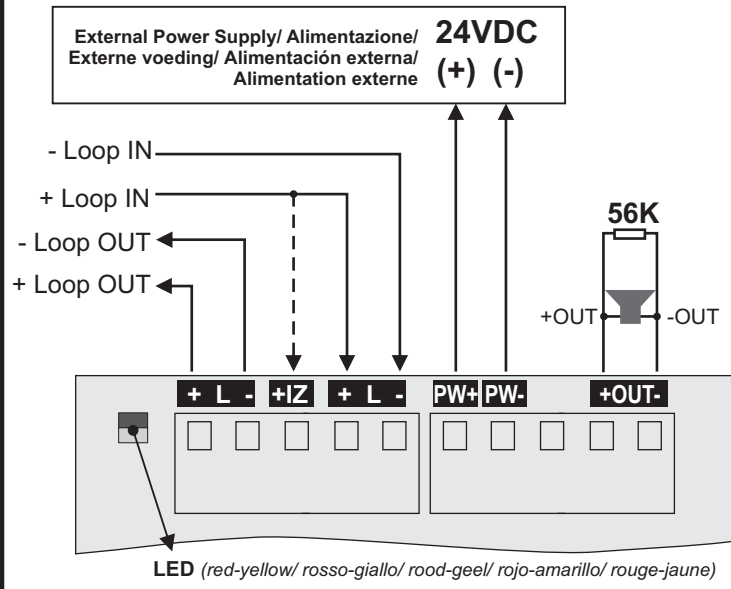 External Power Supply/ Alimentazione/
Externe voeding/ Alimentación externa/
Alimentation externe
24VDC
(+) (-)
- Loop IN
+ Loop IN
- Loop OUT
+ Loop OUT
56K
+OUT
-OUT
+ L -
+IZ
+ L -
PW+
PW-
+OUT-
LED (red-yellow/ rosso-giallo/ rood-geel/ rojo-amarillo/ rouge-jaune)